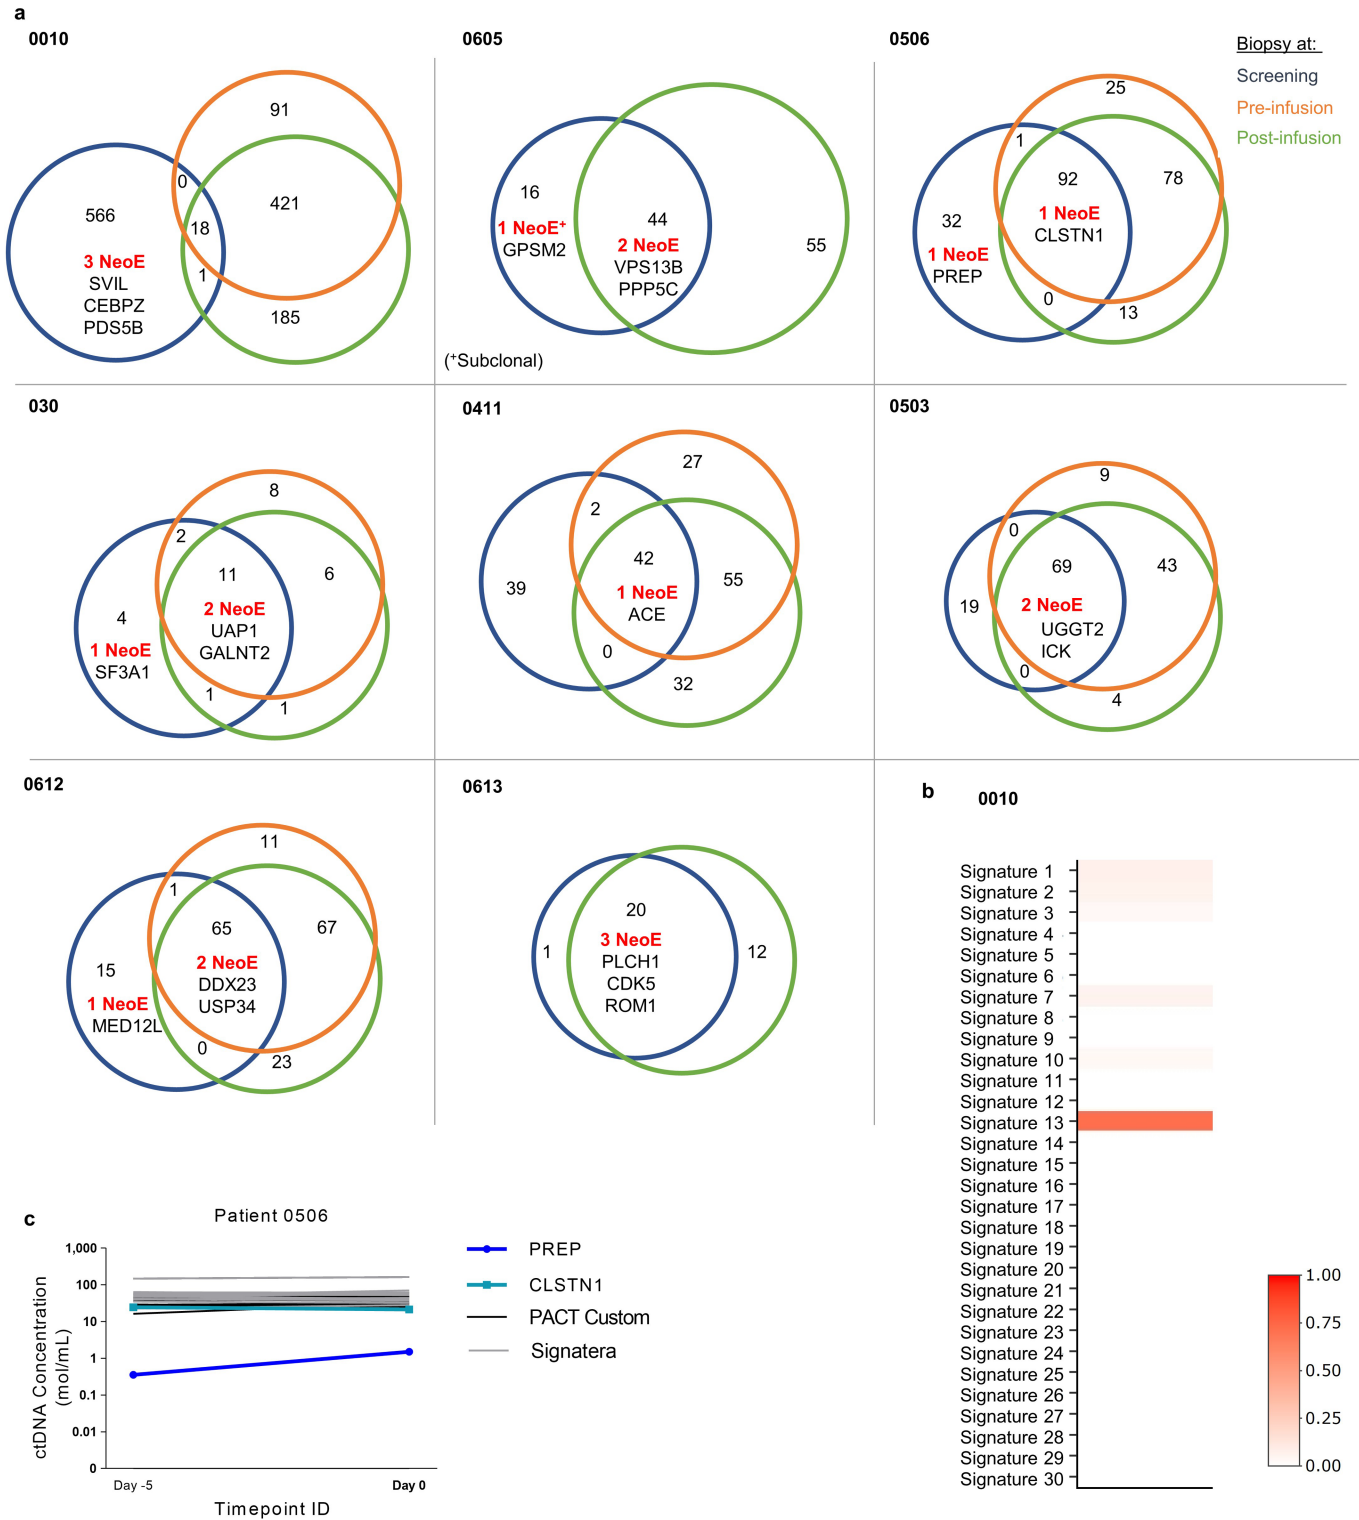 a
0010
91
0
566
421
18
3 NeoE
SVIL
CEBPZ
PDS5B
1
185
0605
16
1 NeoE+
GPSM2
44
2 NeoE
VPS13B
PPP5C
55
(+Subclonal)
0506
25
1
92
78
1 NeoE
CLSTN1
32
1 NeoE
PREP
0
13
Biopsy at:
Screening
Pre-infusion
Post-infusion
030
8
2
11
6
2 NeoE
UAP1
GALNT2
4
1 NeoE
SF3A1
1
1
0411
27
2
42
55
39
1 NeoE
ACE
0
32
0503
9
0
69
43
19
2 NeoE
UGGT2
ICK
0
4
0612
11
1
65
67
2 NeoE
DDX23
USP34
15
1 NeoE
MED12L
0
23
0613
20
3 NeoE
PLCH1
CDK5
ROM1
1
12
b
0010
Signature 1
Signature 2
Signature 3
Signature 4
Signature 5
Signature 6
Signature 7
Signature 8
Signature 9
Signature 10
Signature 11
Signature 12
Signature 13
Signature 14
Signature 15
Signature 16
Signature 17
Signature 18
Signature 19
Signature 20
Signature 21
Signature 22
Signature 23
Signature 24
Signature 25
Signature 26
Signature 27
Signature 28
Signature 29
Signature 30
1.00
0.75
0.50
0.25
0.00
c
Patient 0506
ctDNA Concentration
(mol/mL)
1,000
100
10
1
0.1
0.01
0
Day -5
Day 0
Timepoint ID
PREP
CLSTN1
PACT Custom
Signatera